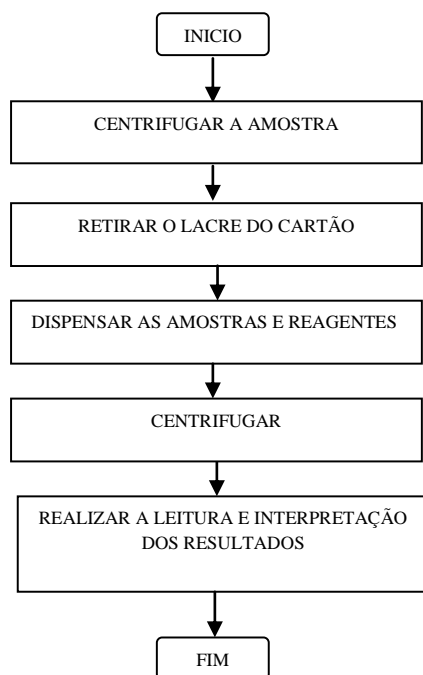 INICIO
CENTRIFUGAR A AMOSTRA
RETIRAR O LACRE DO CARTÃO
DISPENSAR AS AMOSTRAS E REAGENTES
CENTRIFUGAR
REALIZAR A LEITURA E INTERPRETAÇÃO
DOS RESULTADOS
FIM